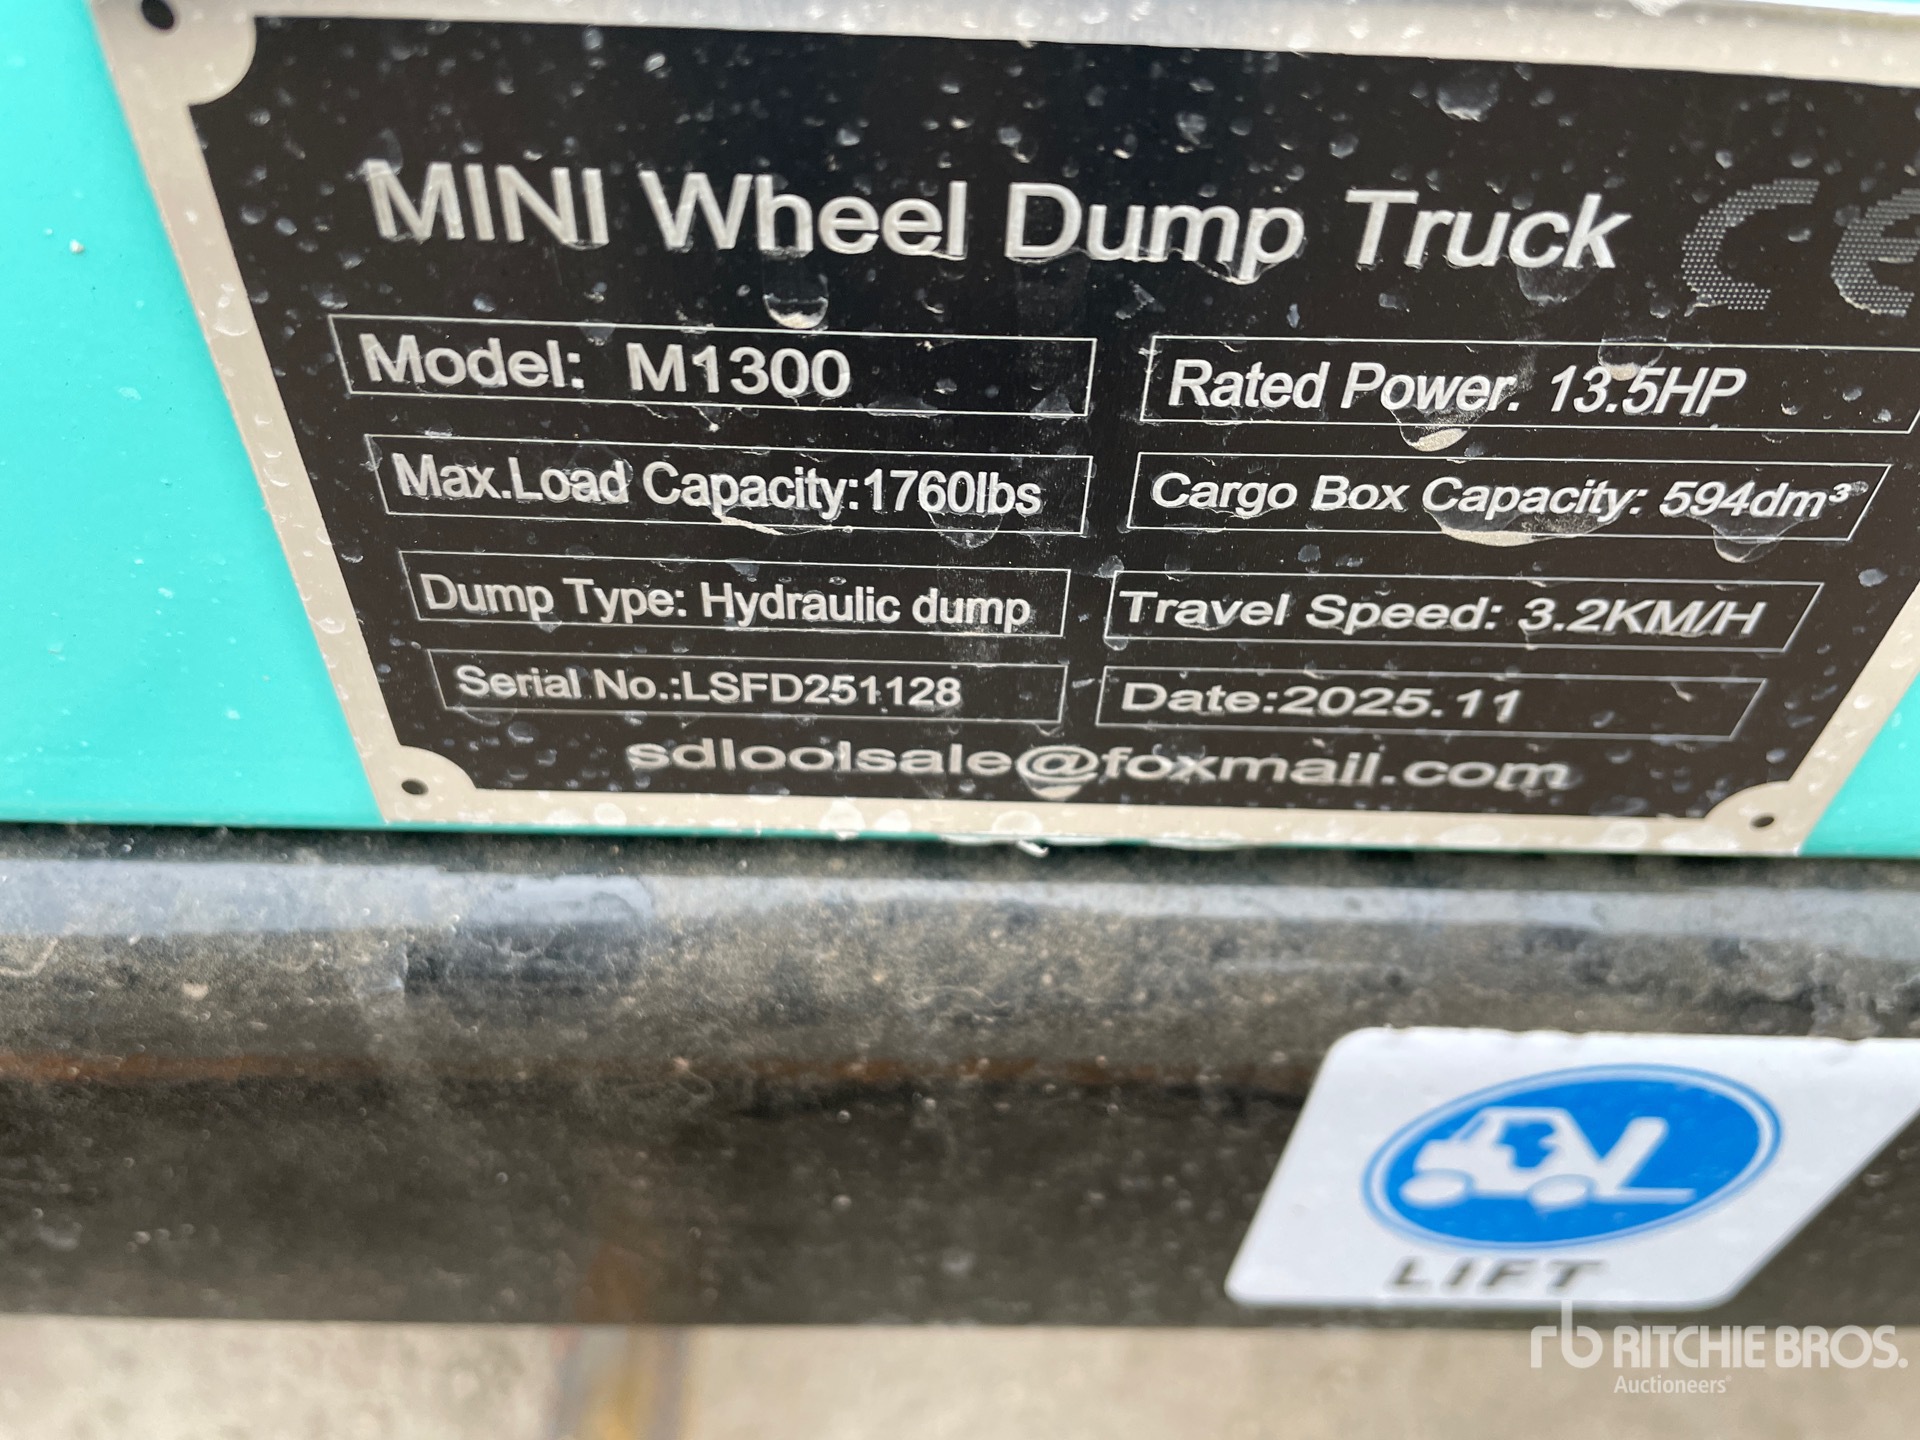 MINI Wheel Dump Truck CE
Model: M1300
Rated Power. 13.5HP
Max.Load Capacity:1760lbs
Cargo Box Capacity: 594dm³
Dump Type: Hydraulic dump
Travel Speed: 3.2KM/H
Serial No.:LSFD251128
Date:2025.11
sdloolsale@foxmail.com
LIFT
rb RITCHIE BROS.
Auctioneers